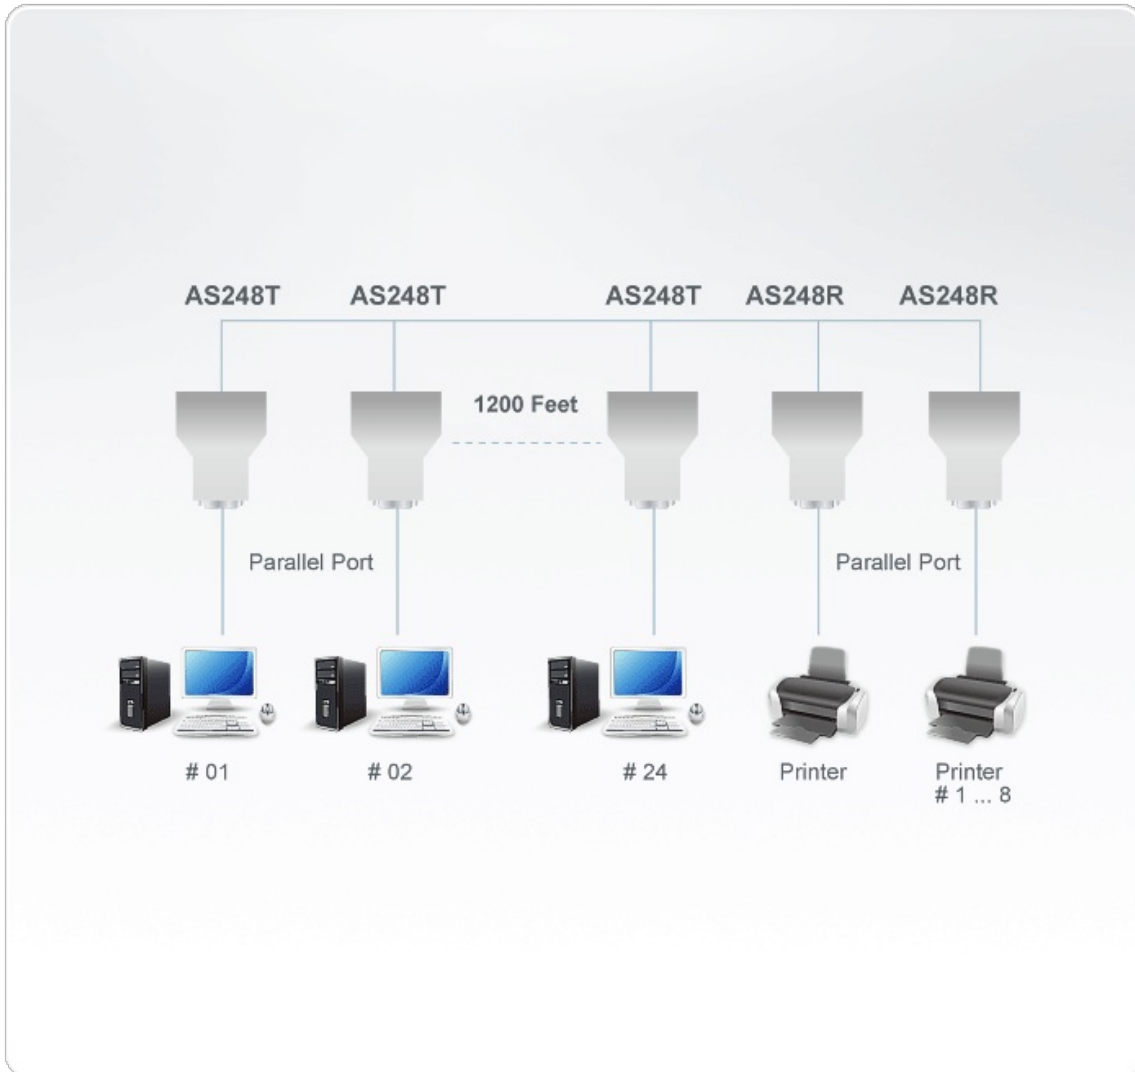 AS248T AS248T AS248T AS248R AS248R
1200 Feet
Parallel Port Parallel Port
# 01 # 02 # 24 Printer Printer
# 1 ... 8